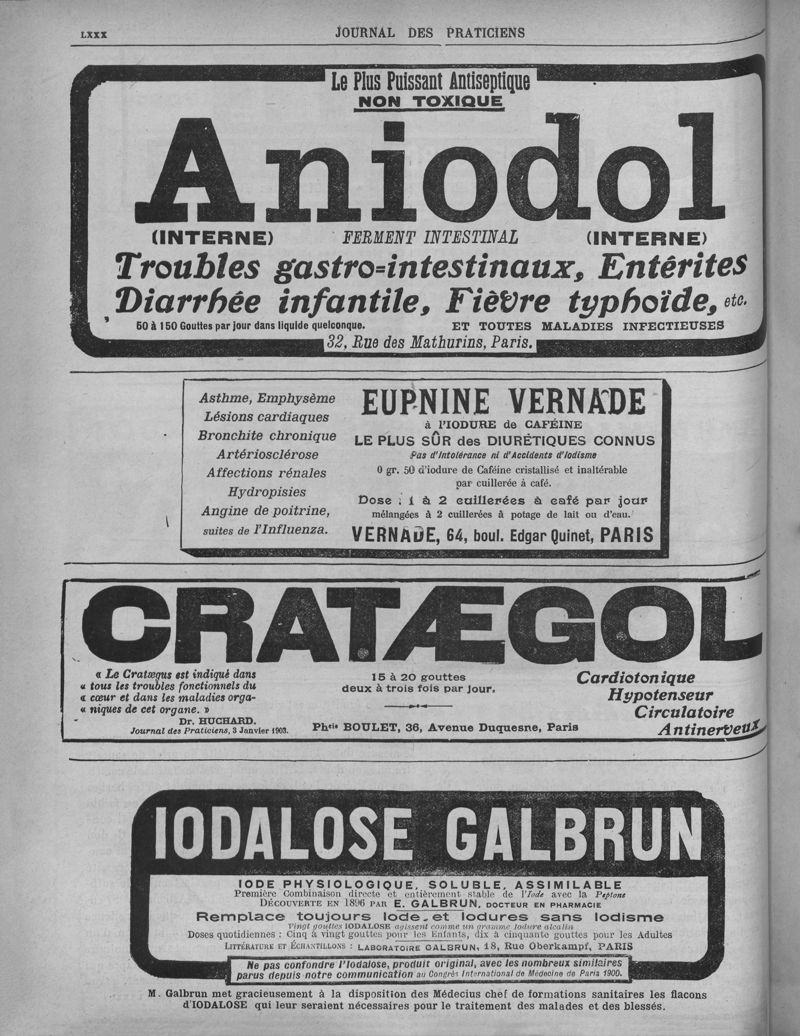 LXXX JOURNAL DES PRATICIENS
Le Plus Puissant Antiseptique
NON TOXIQUE
Aniodol
(INTERNE) FERMENT INTESTINAL (INTERNE)
Troubles gastro=intestinaux, Entérites
Diarrhée infantile, Fièvre typhoïde, etc.
50 à 150 Gouttes par jour dans liquide quelconque. ET TOUTES MALADIES INFECTIEUSES
32, Rue des Mathurins, Paris.
Asthme, Emphysème
Lésions cardiaques
Bronchite chronique
Artériosclérose
Affections rénales
Hydropisies
Angine de poitrine,
suites de l'Influenza.
EUPNINE VERNADE
à l'IODURE de CAFÉINE
LE PLUS SÛR des DIURÉTIQUES CONNUS
Pas d'Intolérance ni d'Accidents d'Iodisme
0 gr. 50 d'iodure de Caféine cristallisé et inaltérable
par cuillerée à café.
Dose : 1 à 2 cuillerées à café par jour
mélangées à 2 cuillerées à potage de lait ou d'eau.
VERNADE, 64, boul. Edgar Quinet, PARIS
CRATÆGOL
« Le Cratæqus est indiqué dans
« tous les troubles fonctionnels du
« cœur et dans les maladies orga-
« niques de cet organe. »
Dr. HUCHARD.
Journal des Praticiens, 3 Janvier 1903.
15 à 20 gouttes
deux à trois fois par jour.
Phcie BOULET, 36, Avenue Duquesne, Paris
Cardiotonique
Hypotenseur
Circulatoire
Antinerveux
IODALOSE GALBRUN
IODE PHYSIOLOGIQUE, SOLUBLE, ASSIMILABLE
Première Combinaison directe et entièrement stable de l'Iode avec la Peptone
DÉCOUVERTE EN 1896 PAR E. GALBRUN, DOCTEUR EN PHARMACIE
Remplace toujours Iode et Iodures sans Iodisme
Vingt gouttes IODALOSE agissent comme un gramme Iodure alcalin
Doses quotidiennes : Cinq à vingt gouttes pour les Enfants, dix à cinquante gouttes pour les Adultes
LITTÉRATURE ET ÉCHANTILLONS : LABORATOIRE GALBRUN, 18, Rue Oberkampf, PARIS
Ne pas confondre l'Iodalose, produit original, avec les nombreux similaires
parus depuis notre communication au Congrès International de Médecine de Paris 1900.
M. Galbrun met gracieusement à la disposition des Médecius chef de formations sanitaires les flacons
d'IODALOSE qui leur seraient nécessaires pour le traitement des malades et des blessés.